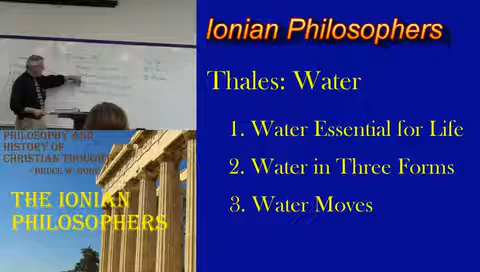 Ionian Philosophers
Thales: Water
1. Water Essential for Life
2. Water in Three Forms
3. Water Moves
PHILOSOPHY AND
HISTORY OF
CHRISTIAN THOUGHT
THE IONIAN
PHILOSOPHERS